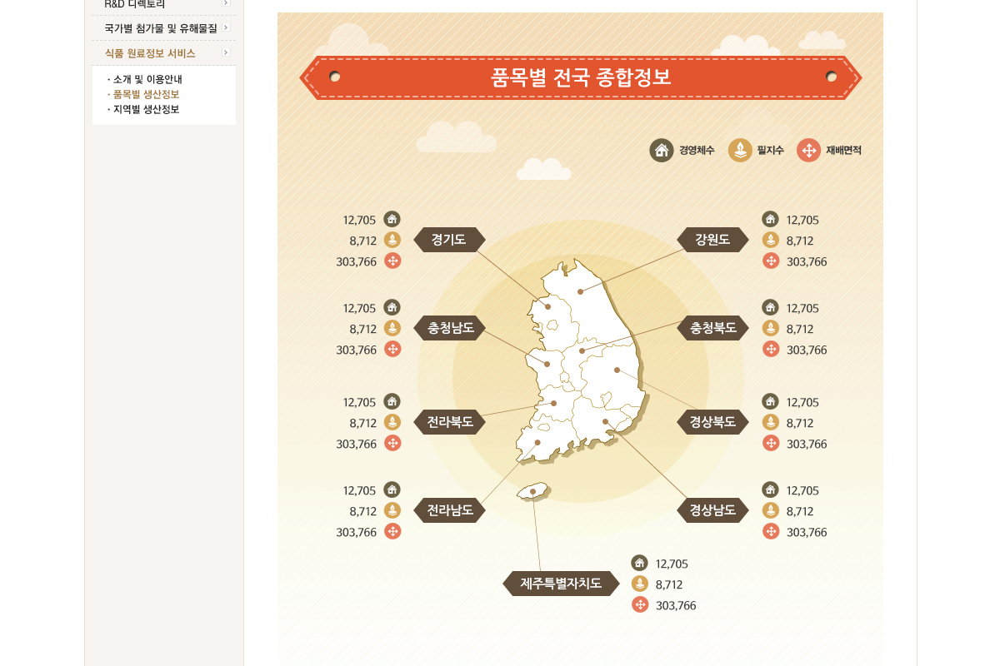 R&D 디렉토리
국가별 첨가물 및 유해물질
식품 원료정보 서비스
· 소개 및 이용안내
· 품목별 생산정보
· 지역별 생산정보
품목별 전국 종합정보
경영체수 필지수 재배면적
12,705
8,712
303,766
경기도
강원도
12,705
8,712
303,766
12,705
8,712
303,766
충청남도
충청북도
12,705
8,712
303,766
12,705
8,712
303,766
전라북도
경상북도
12,705
8,712
303,766
12,705
8,712
303,766
전라남도
경상남도
12,705
8,712
303,766
제주특별자치도
12,705
8,712
303,766